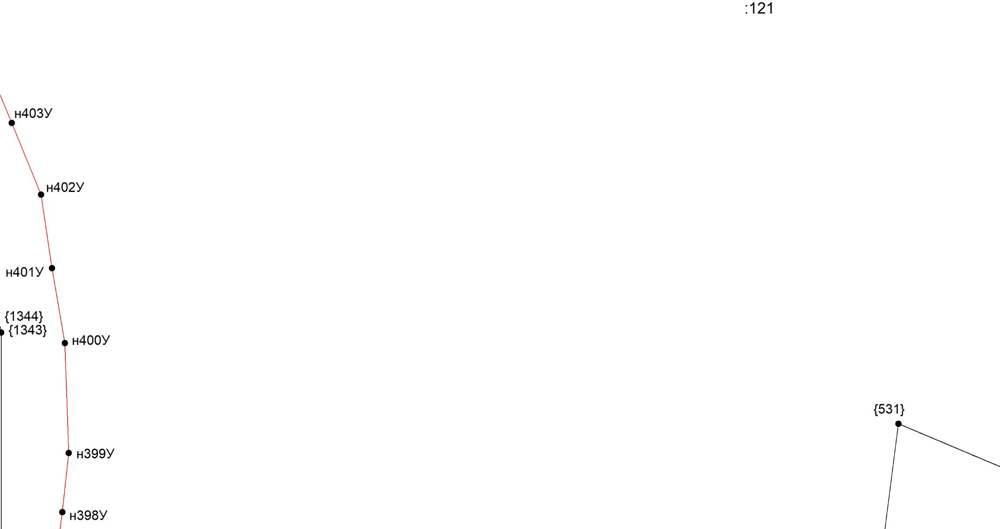 :121
н403У
н402У
н401У
{1344}
{1343}
н400У
{531}
н399У
н398У